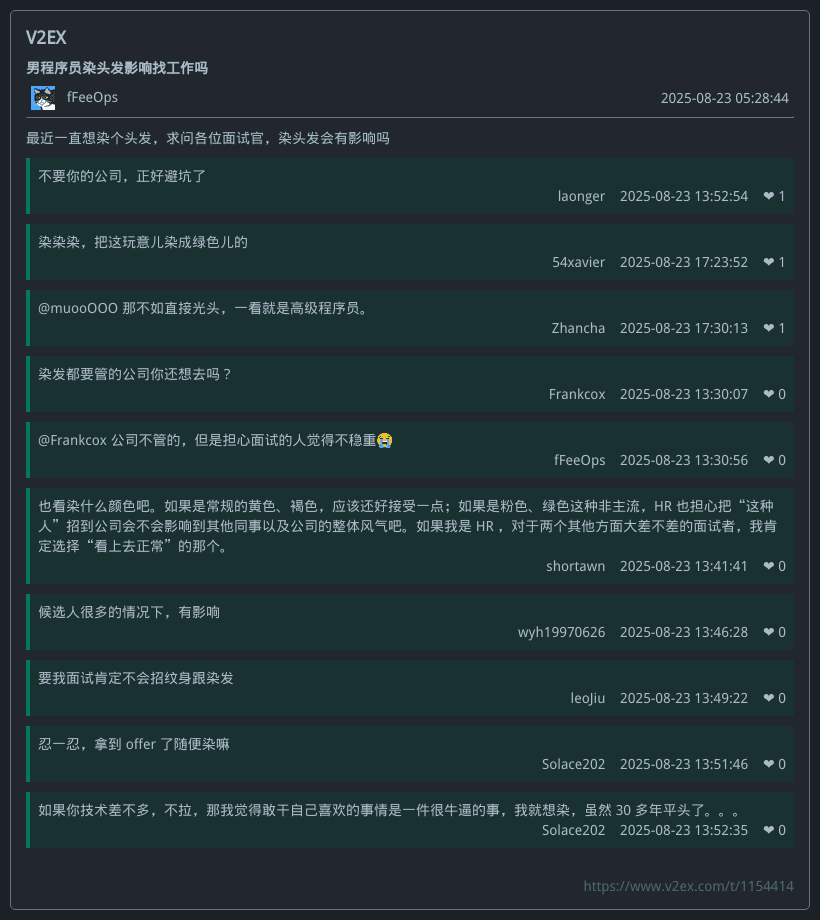 V2EX
男程序员染头发影响找工作吗
fFeeOps 2025-08-23 05:28:44
最近一直想染个头发，求问各位面试官，染头发会有影响吗
不要你的公司，正好避坑了
laonger 2025-08-23 13:52:54 ❤ 1
染染染，把这玩意儿染成绿色儿的
54xavier 2025-08-23 17:23:52 ❤ 1
@muooOOO 那不如直接光头，一看就是高级程序员。
Zhancha 2025-08-23 17:30:13 ❤ 1
染发都要管的公司你还想去吗？
Frankcox 2025-08-23 13:30:07 ❤ 0
@Frankcox 公司不管的，但是担心面试的人觉得不稳重😭
fFeeOps 2025-08-23 13:30:56 ❤ 0
也看染什么颜色吧。如果是常规的黄色、褐色，应该还好接受一点；如果是粉色、绿色这种非主流，HR 也担心把“这种
人”招到公司会不会影响到其他同事以及公司的整体风气吧。如果我是 HR ，对于两个其他方面大差不差的面试者，我肯
定选择“看上去正常”的那个。
shortawn 2025-08-23 13:41:41 ❤ 0
候选人很多的情况下，有影响
wyh19970626 2025-08-23 13:46:28 ❤ 0
要我面试肯定不会招纹身跟染发
leoJiu 2025-08-23 13:49:22 ❤ 0
忍一忍，拿到 offer 了随便染嘛
Solace202 2025-08-23 13:51:46 ❤ 0
如果你技术差不多，不拉，那我觉得敢干自己喜欢的事情是一件很牛逼的事，我就想染，虽然 30 多年平头了。。。
Solace202 2025-08-23 13:52:35 ❤ 0
https://www.v2ex.com/t/1154414